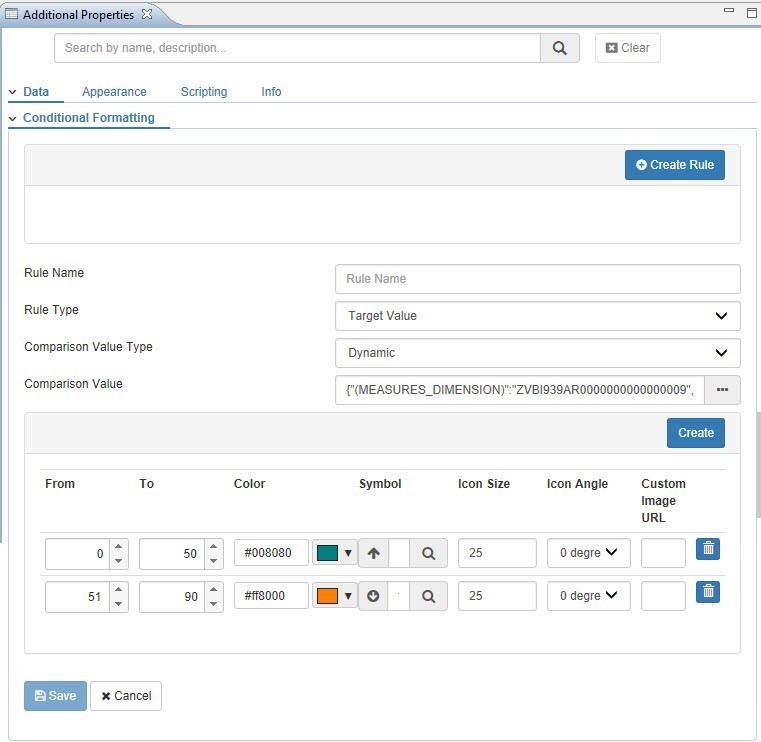 Additional Properties
Search by name, description...
Clear
Data Appearance Scripting Info
Conditional Formatting
Create Rule
Rule Name Rule Name
Rule Type Target Value
Comparison Value Type Dynamic
Comparison Value {"(MEASURES_DIMENSION)":"ZVBI939AR0000000000000009", ...
Create
From To Color Symbol Icon Size Icon Angle Custom
Image
URL
0 50 #008080 25 0 degre
51 90 #ff8000 25 0 degre
Save Cancel